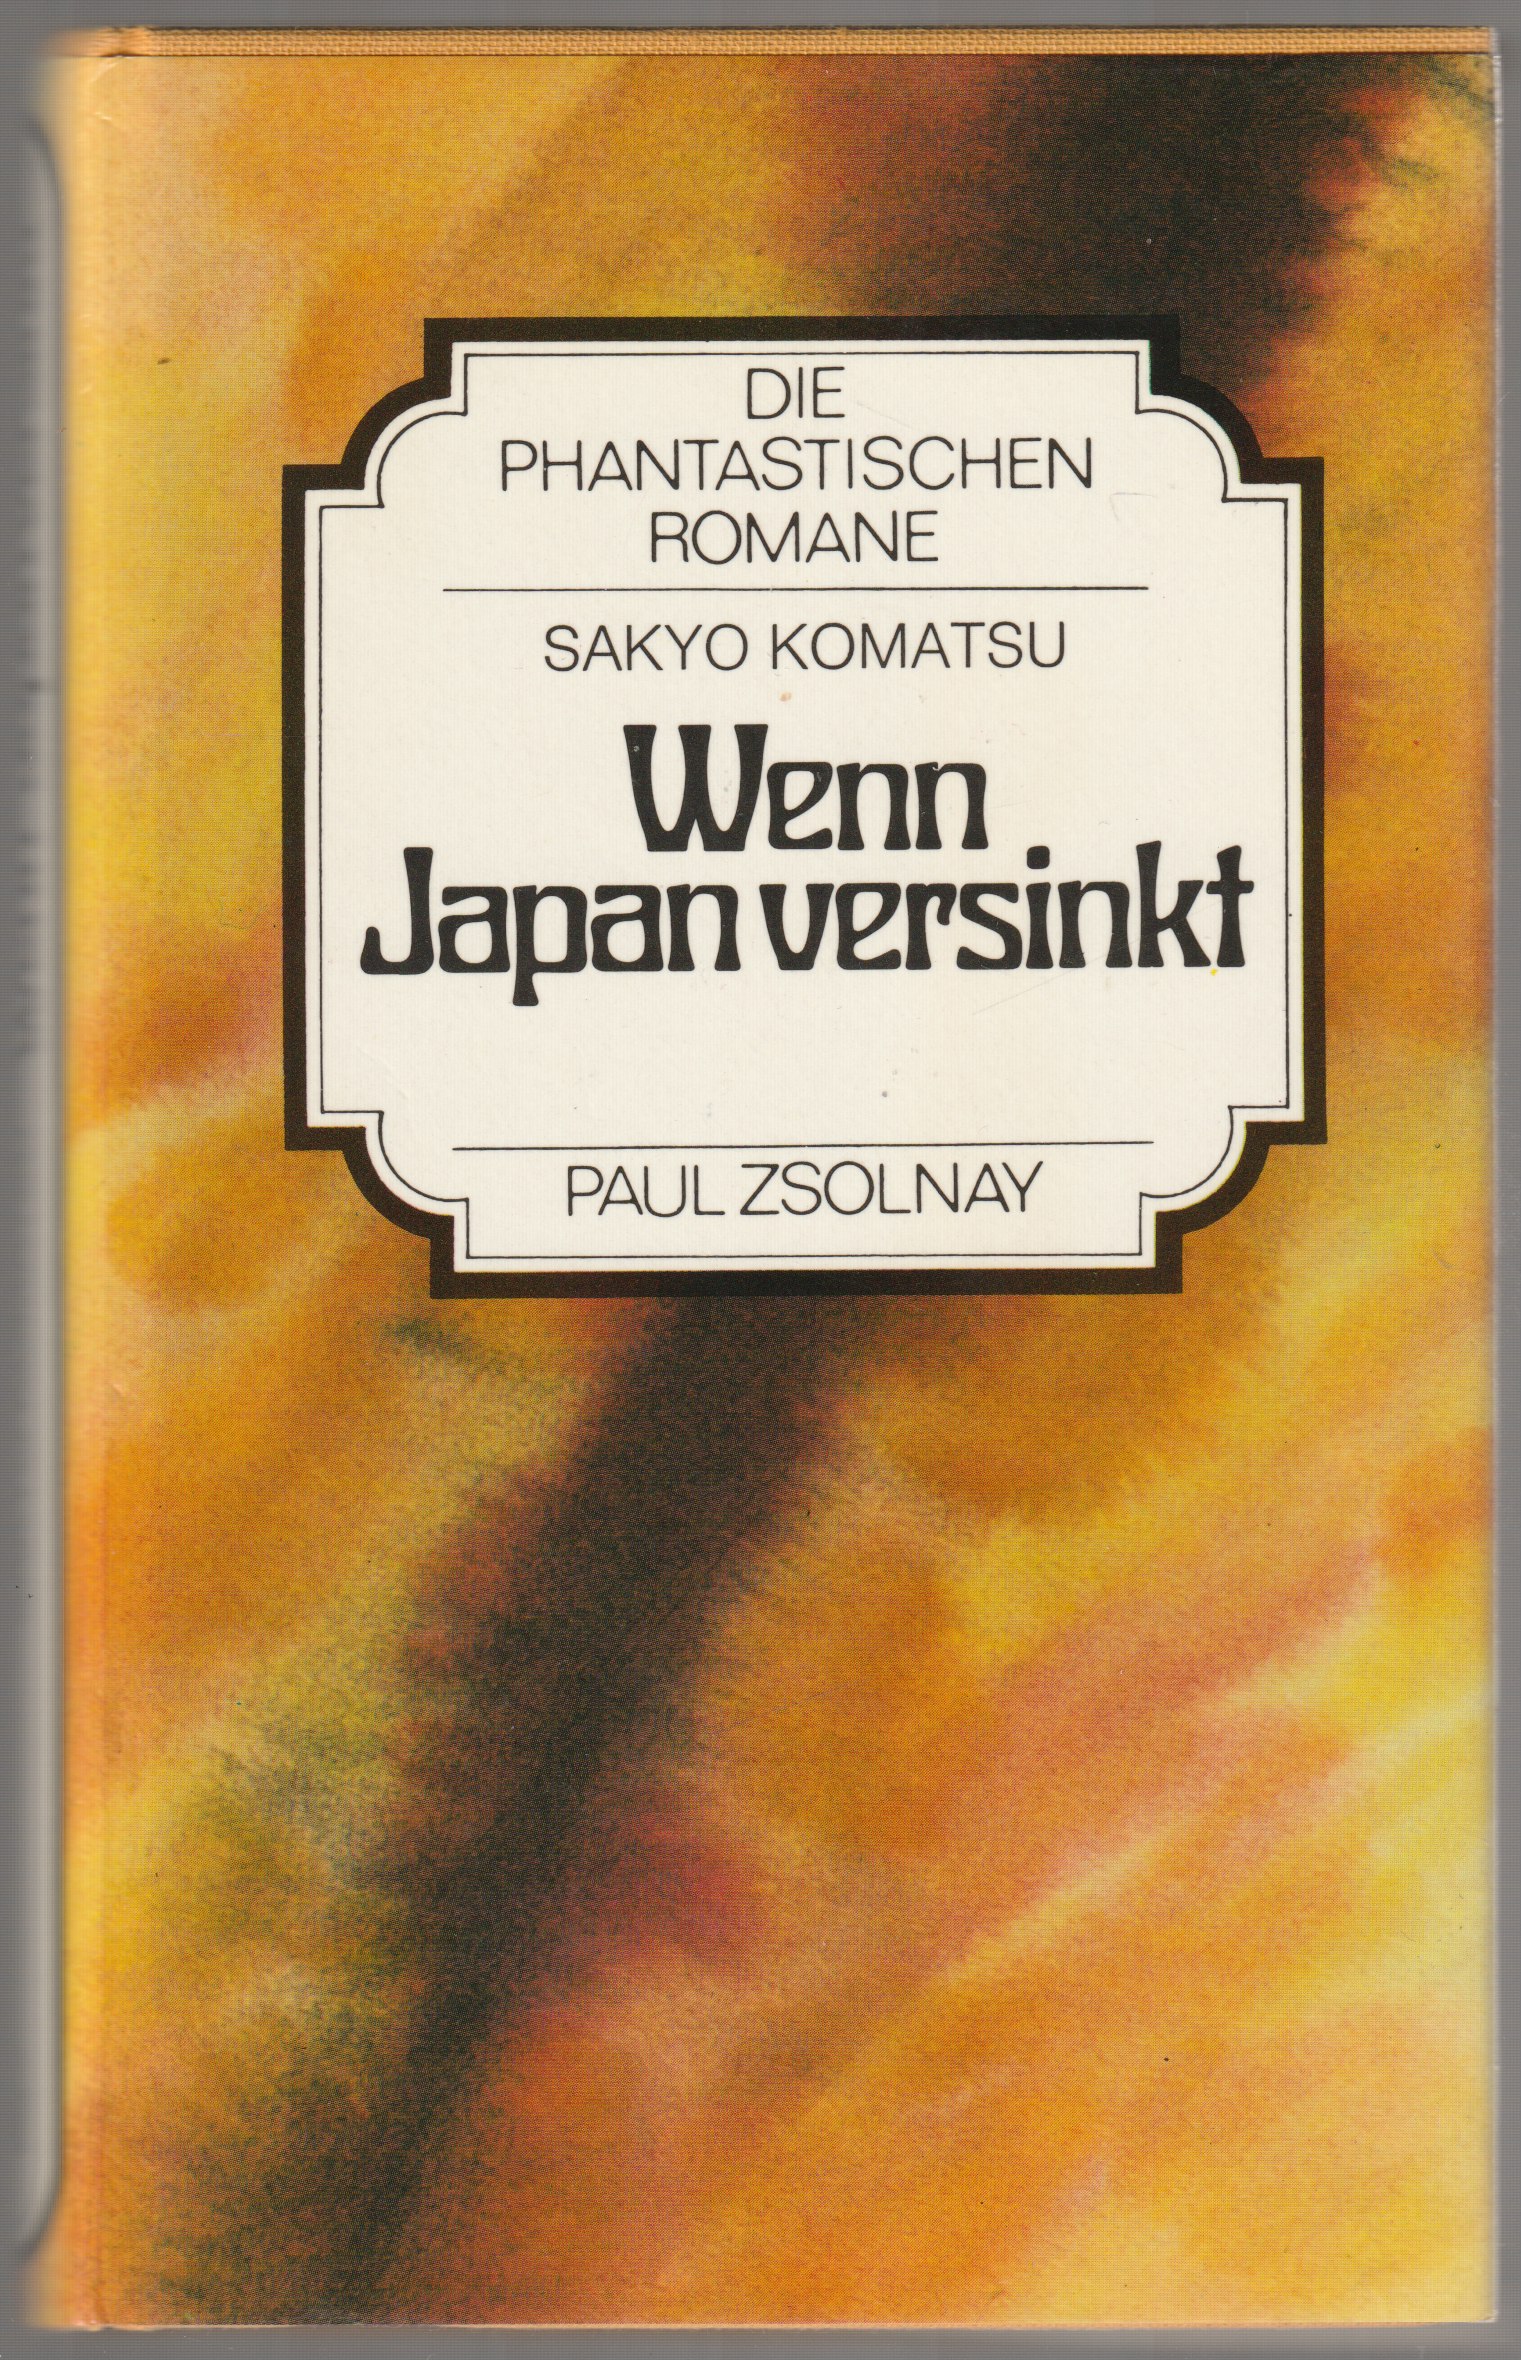 DIE
PHANTASTISCHEN
ROMANE
SAKYO KOMATSU
Wenn
Japan versinkt
PAUL ZSOLNAY